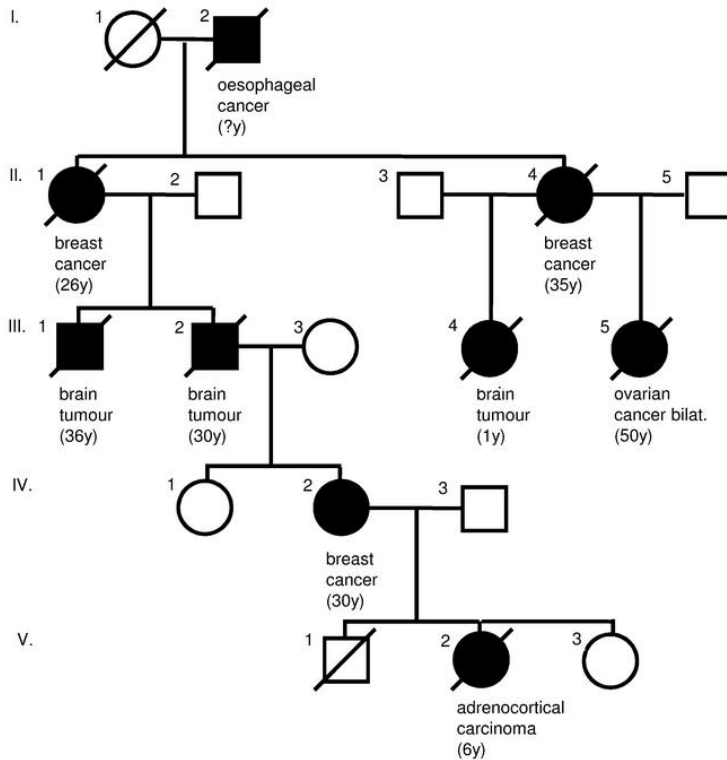 I.
1
2
oesophageal
cancer
(?y)
II.
1
2
3
4
5
breast
cancer
(26y)
breast
cancer
(35y)
III.
1
2
3
4
5
brain
tumour
(36y)
brain
tumour
(30y)
brain
tumour
(1y)
ovarian
cancer bilat.
(50y)
IV.
1
2
3
breast
cancer
(30y)
V.
1
2
3
adrenocortical
carcinoma
(6y)